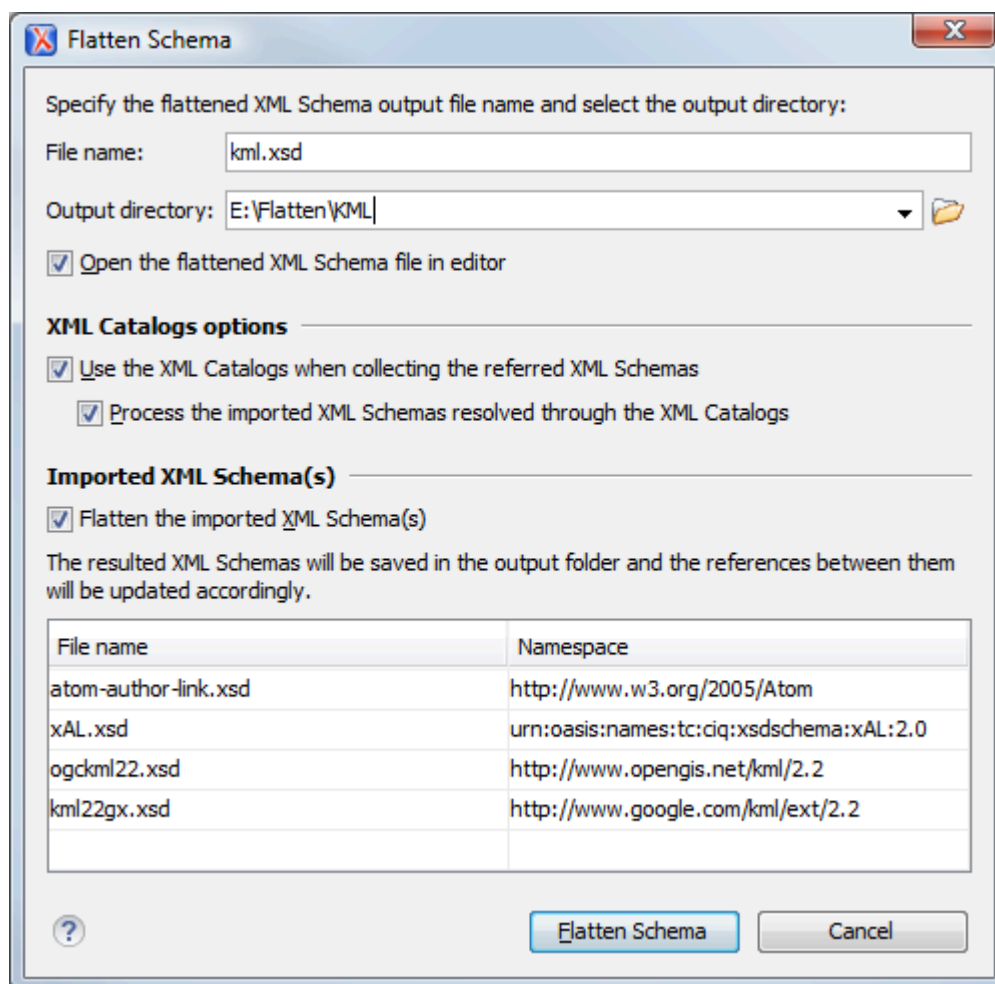 Flatten Schema
Specify the flattened XML Schema output file name and select the output directory:
File name: kml.xsd
Output directory: E:\Flatten\KML
Open the flattened XML Schema file in editor
XML Catalogs options
Use the XML Catalogs when collecting the referred XML Schemas
Process the imported XML Schemas resolved through the XML Catalogs
Imported XML Schema(s)
Flatten the imported XML Schema(s)
The resulted XML Schemas will be saved in the output folder and the references between them
will be updated accordingly.
File name Namespace
atom-author-link.xsd http://www.w3.org/2005/Atom
xAL.xsd urn:oasis:names:tc:ciq:xsdschema:xAL:2.0
ogckml22.xsd http://www.opengis.net/kml/2.2
kml22gx.xsd http://www.google.com/kml/ext/2.2
? Flatten Schema Cancel